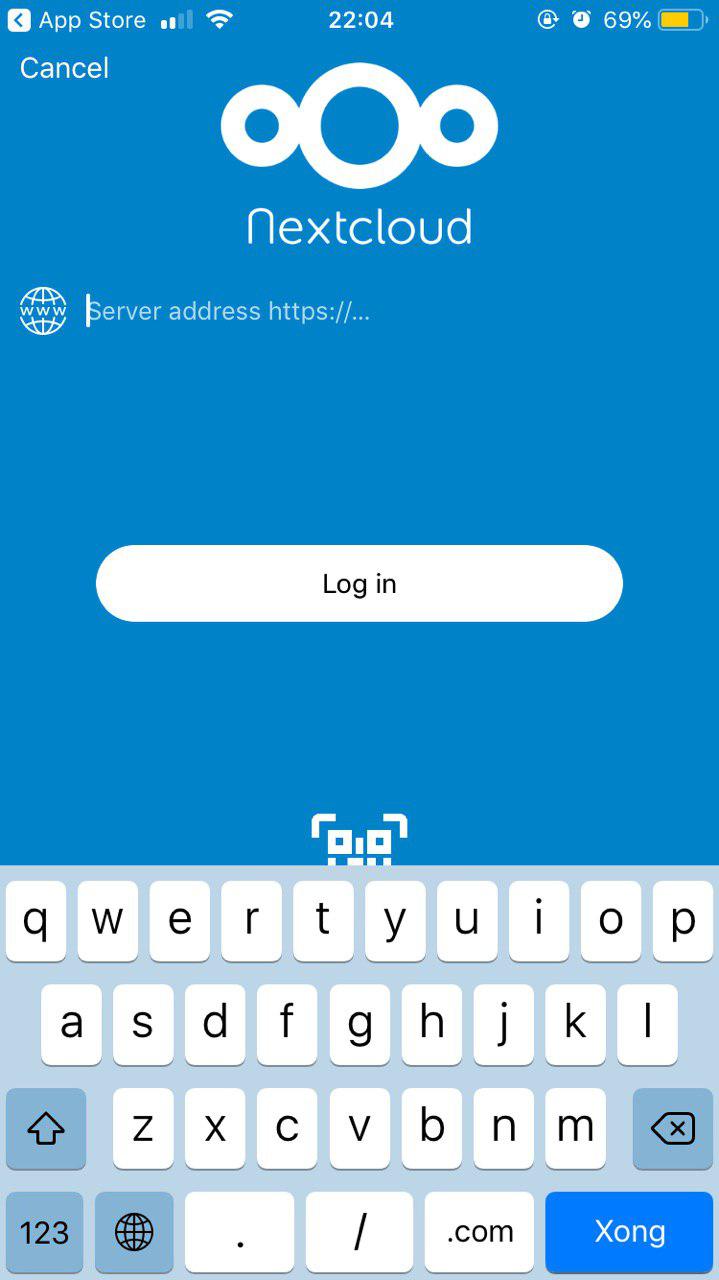 App Store 22:04 69%
Cancel
Nextcloud
www Server address https://...
Log in
q w e r t y u i o p
a s d f g h j k l
z x c v b n m
123 . / .com Xong